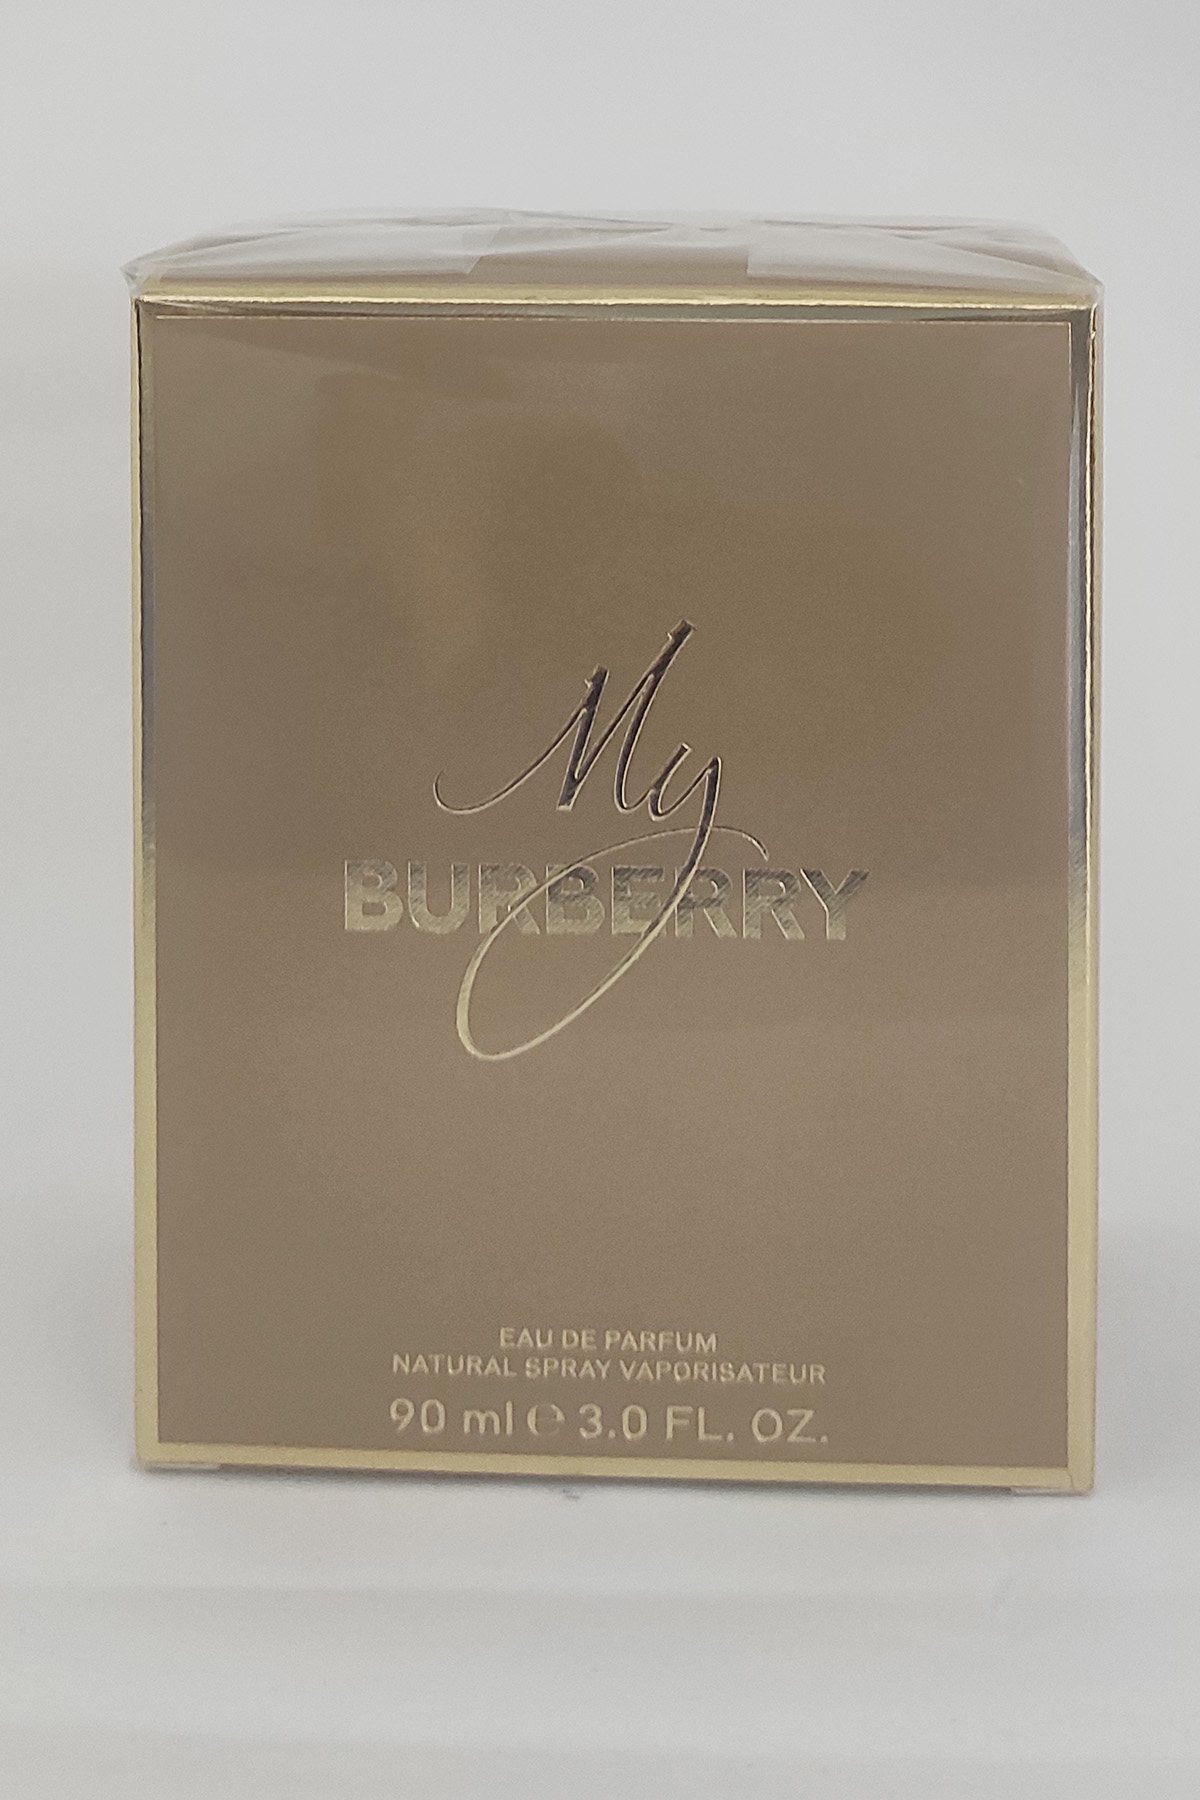 My
BURBERRY
EAU DE PARFUM
NATURAL SPRAY VAPORISATEUR
90 ml ℮ 3.0 FL. OZ.